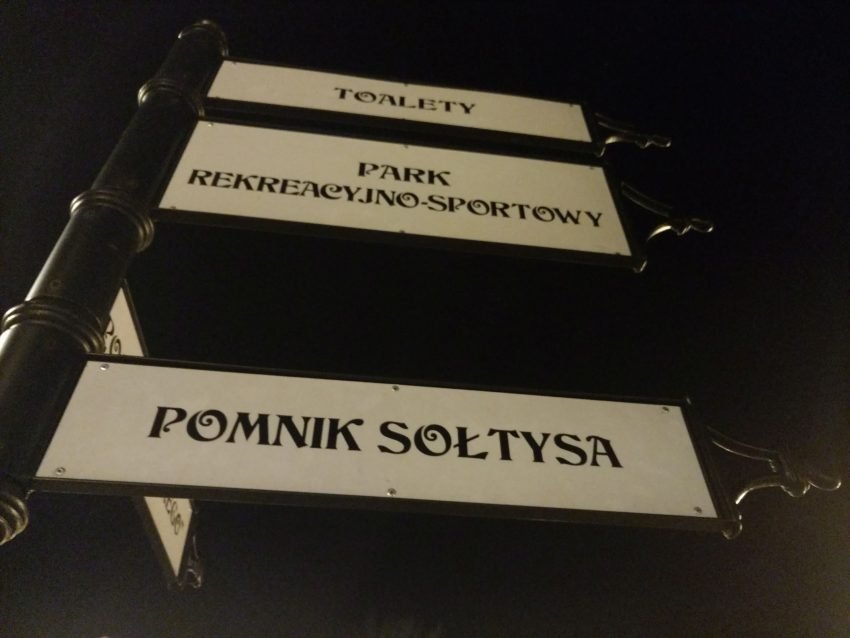 TOALETY
PARK
REKREACYJNO-SPORTOWY
POMNIK SOŁTYSA